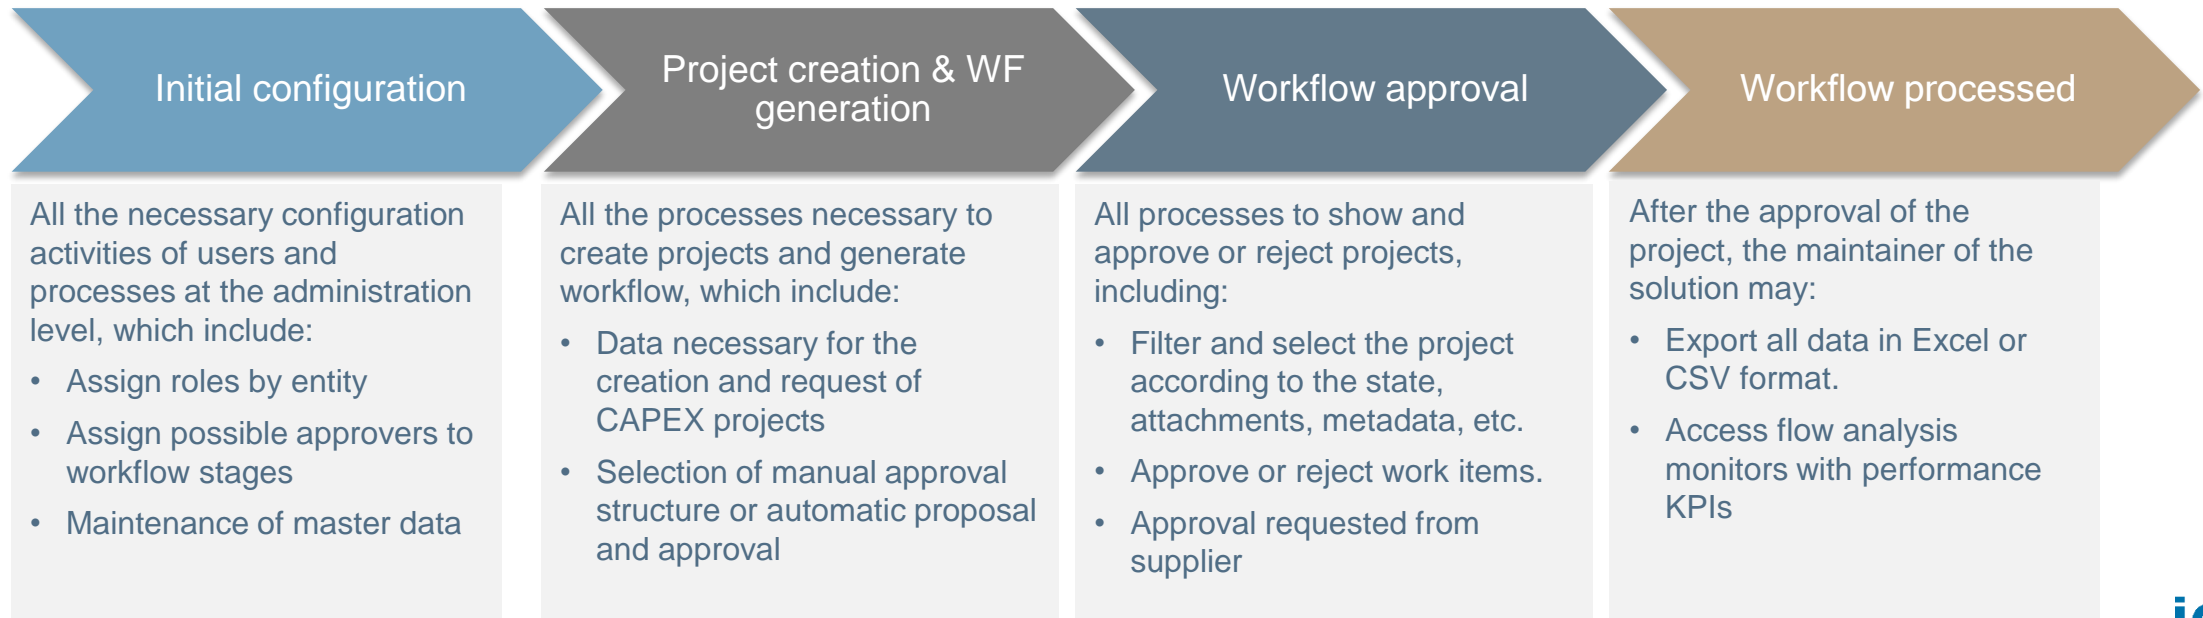 Initial configuration
Project creation & WF
generation
Workflow approval
Workflow processed
All the necessary configuration
activities of users and
processes at the administration
level, which include:
• Assign roles by entity
• Assign possible approvers to
workflow stages
• Maintenance of master data
All the processes necessary to
create projects and generate
workflow, which include:
• Data necessary for the
creation and request of
CAPEX projects
• Selection of manual approval
structure or automatic proposal
and approval
All processes to show and
approve or reject projects,
including:
• Filter and select the project
according to the state,
attachments, metadata, etc.
• Approve or reject work items.
• Approval requested from
supplier
After the approval of the
project, the maintainer of the
solution may:
• Export all data in Excel or
CSV format.
• Access flow analysis
monitors with performance
KPIs